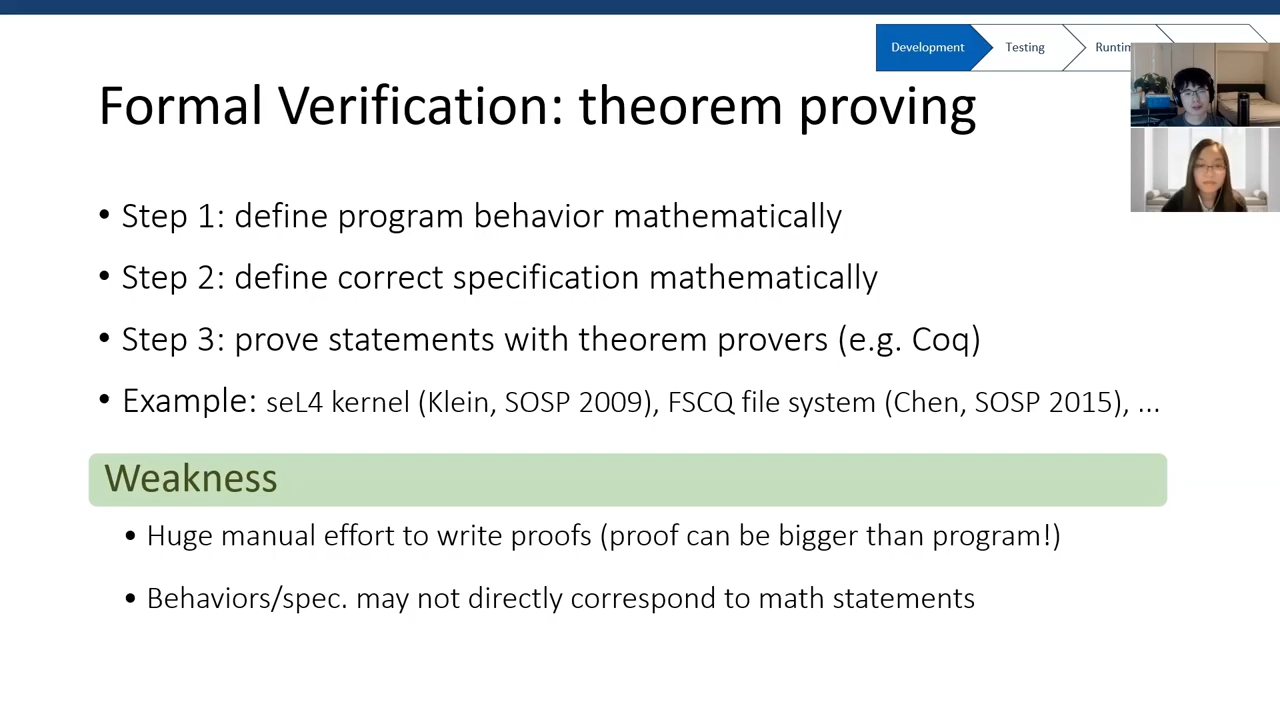 Development
Testing
Formal Verification: theorem proving
• Step 1: define program behavior mathematically
• Step 2: define correct specification mathematically
• Step 3: prove statements with theorem provers (e.g. Coq)
• Example: seL4 kernel (Klein, SOSP 2009), FSCQ file system (Chen, SOSP 2015), ...
Weakness
• Huge manual effort to write proofs (proof can be bigger than program!)
• Behaviors/spec. may not directly correspond to math statements